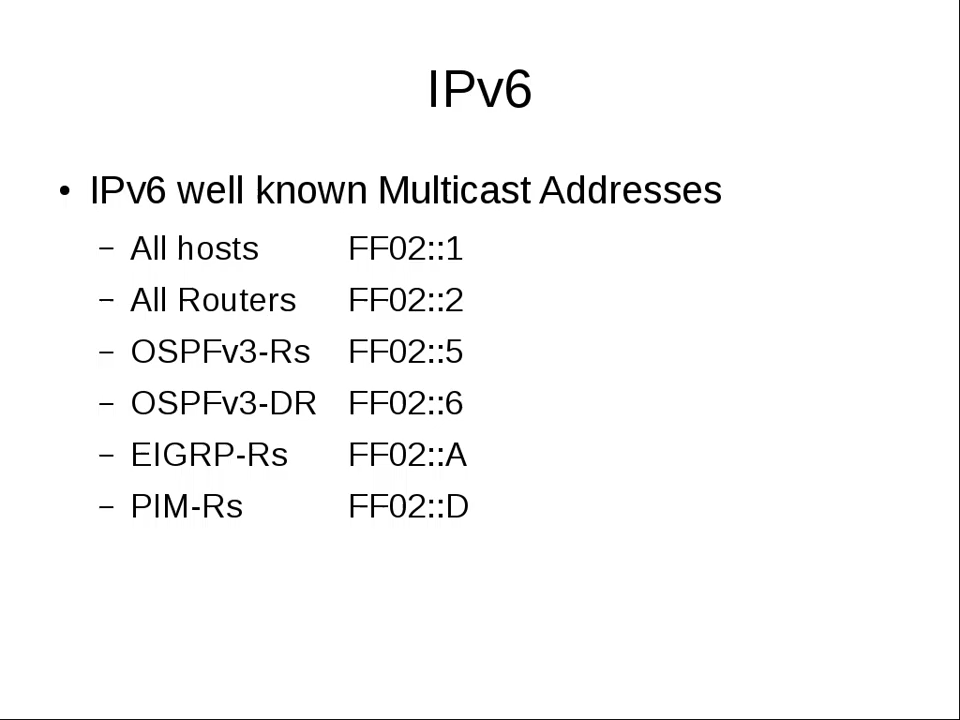 IPv6
• IPv6 well known Multicast Addresses
– All hosts FF02::1
– All Routers FF02::2
– OSPFv3-Rs FF02::5
– OSPFv3-DR FF02::6
– EIGRP-Rs FF02::A
– PIM-Rs FF02::D